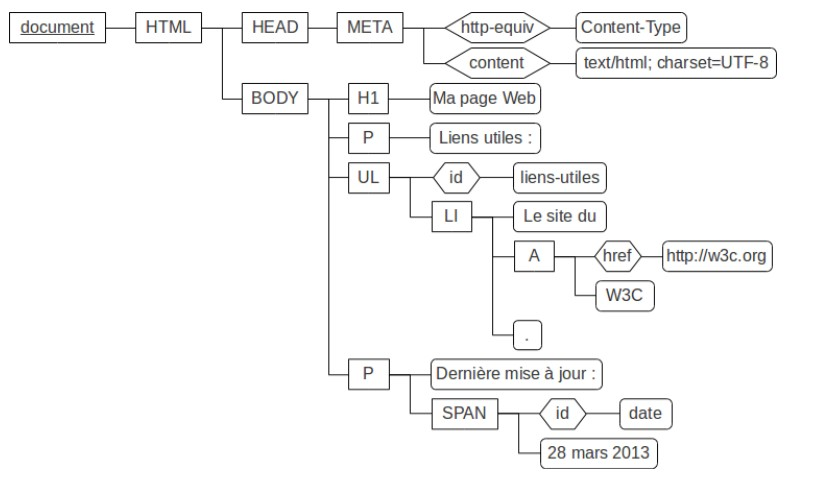 document HTML HEAD META http-equiv Content-Type
content text/html; charset=UTF-8
BODY H1 Ma page Web
P Liens utiles :
UL id liens-utiles
LI Le site du
A href http://w3c.org
W3C
.
P Dernière mise à jour :
SPAN id date
28 mars 2013